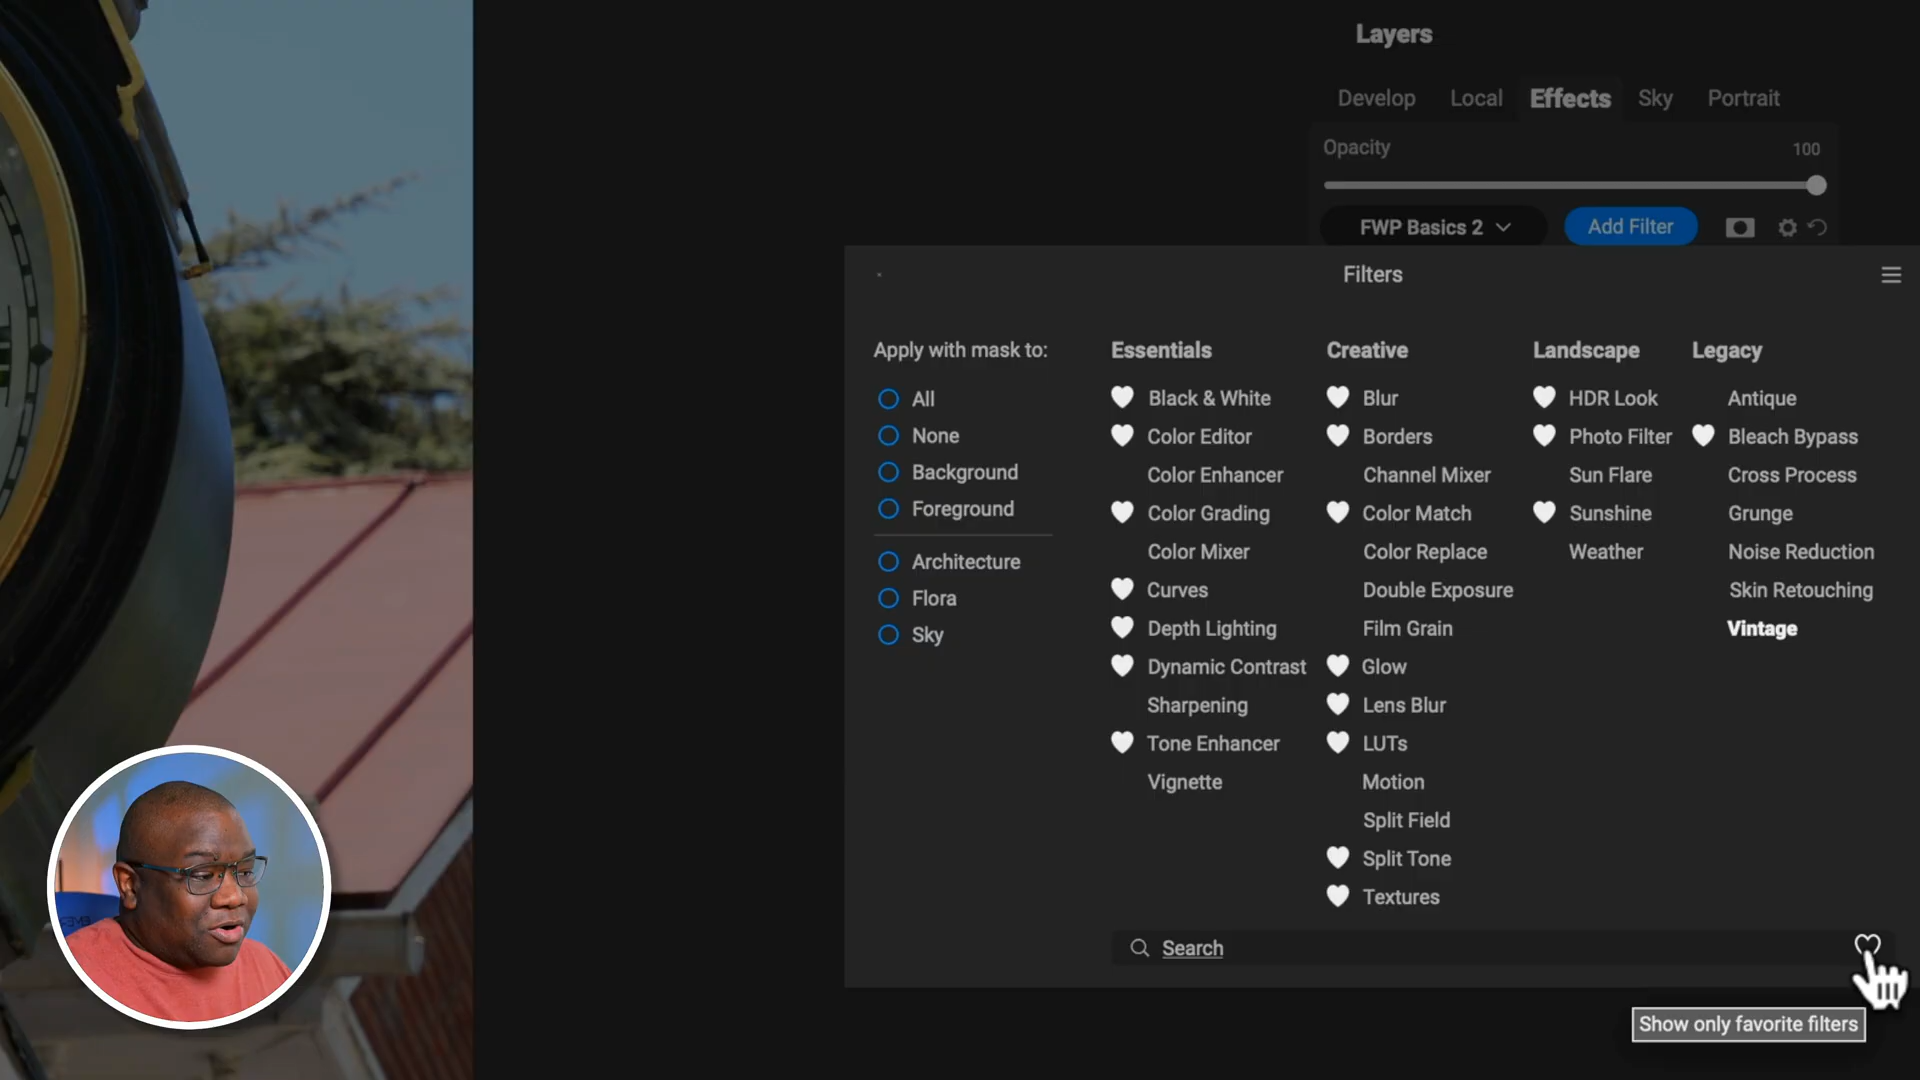 Layers
Develop Local Effects Sky Portrait
Opacity 100
FWP Basics 2 Add Filter
Filters
Apply with mask to:
All
None
Background
Foreground
Architecture
Flora
Sky
Essentials
Black & White
Color Editor
Color Enhancer
Color Grading
Color Mixer
Curves
Depth Lighting
Dynamic Contrast
Sharpening
Tone Enhancer
Vignette
Creative
Blur
Borders
Channel Mixer
Color Match
Color Replace
Double Exposure
Film Grain
Glow
Lens Blur
LUTs
Motion
Split Field
Split Tone
Textures
Landscape
HDR Look
Photo Filter
Sun Flare
Sunshine
Weather
Legacy
Antique
Bleach Bypass
Cross Process
Grunge
Noise Reduction
Skin Retouching
Vintage
Search
Show only favorite filters